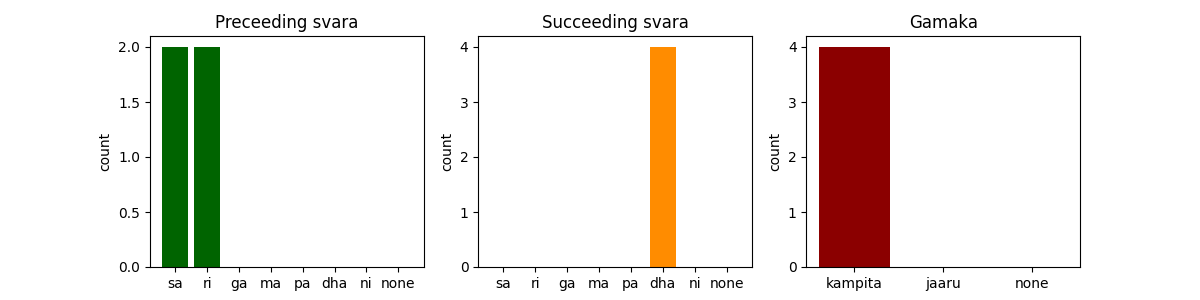 Preceeding svara
count
2.0
1.5
1.0
0.5
0.0
sa ri ga ma pa dha ni none
Succeeding svara
count
4
3
2
1
0
sa ri ga ma pa dha ni none
Gamaka
count
4
3
2
1
0
kampita jaaru none